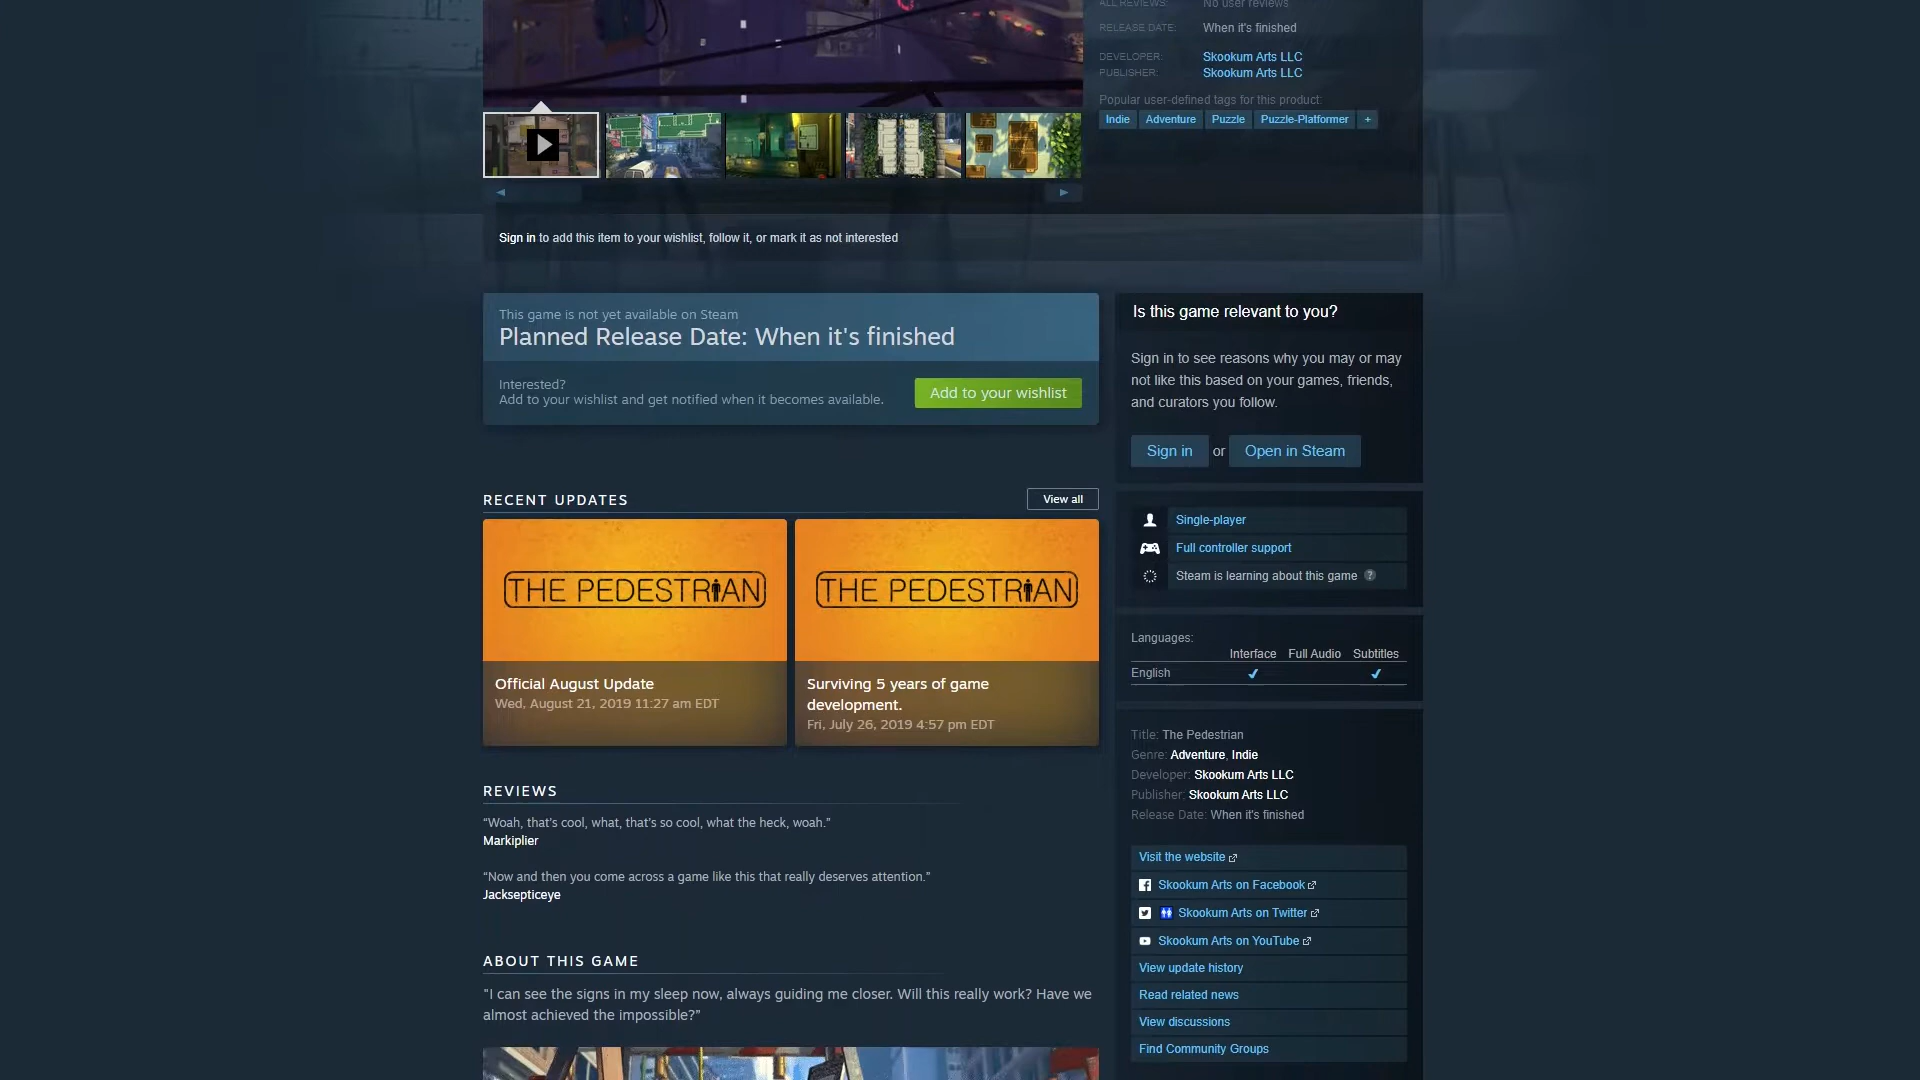 ALL REVIEWS:
No user reviews
RELEASE DATE:
When it's finished
DEVELOPER:
Skookum Arts LLC
PUBLISHER:
Skookum Arts LLC
Popular user-defined tags for this product:
Indie
Adventure
Puzzle
Puzzle-Platformer
+
Sign in to add this item to your wishlist, follow it, or mark it as not interested
This game is not yet available on Steam
Planned Release Date: When it's finished
Interested?
Add to your wishlist and get notified when it becomes available.
Add to your wishlist
RECENT UPDATES
View all
THE PEDESTRIAN
THE PEDESTRIAN
Official August Update
Wed, August 21, 2019 11:27 am EDT
Surviving 5 years of game
development.
Fri, July 26, 2019 4:57 pm EDT
REVIEWS
“Woah, that's cool, what, that's so cool, what the heck, woah.”
Markiplier
“Now and then you come across a game like this that really deserves attention.”
Jacksepticeye
ABOUT THIS GAME
"I can see the signs in my sleep now, always guiding me closer. Will this really work? Have we
almost achieved the impossible?”
Is this game relevant to you?
Sign in to see reasons why you may or may
not like this based on your games, friends,
and curators you follow.
Sign in or Open in Steam
Single-player
Full controller support
Steam is learning about this game ?
Languages:
Interface Full Audio Subtitles
English ✔ ✔
Title: The Pedestrian
Genre: Adventure, Indie
Developer: Skookum Arts LLC
Publisher: Skookum Arts LLC
Release Date: When it's finished
Visit the website
Skookum Arts on Facebook
Skookum Arts on Twitter
Skookum Arts on YouTube
View update history
Read related news
View discussions
Find Community Groups